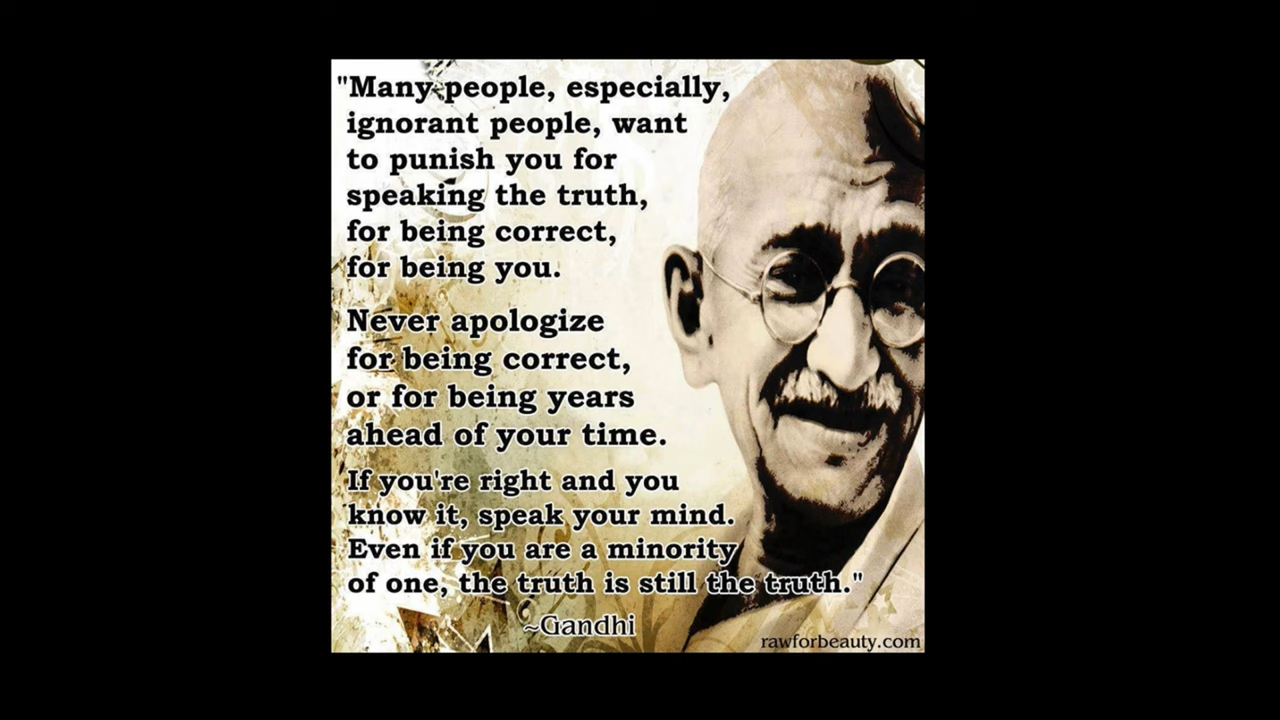 "Many people, especially,
ignorant people, want
to punish you for
speaking the truth,
for being correct,
for being you.
Never apologize
for being correct,
or for being years
ahead of your time.
If you're right and you
know it, speak your mind.
Even if you are a minority
of one, the truth is still the truth."
~Gandhi
rawforbeauty.com